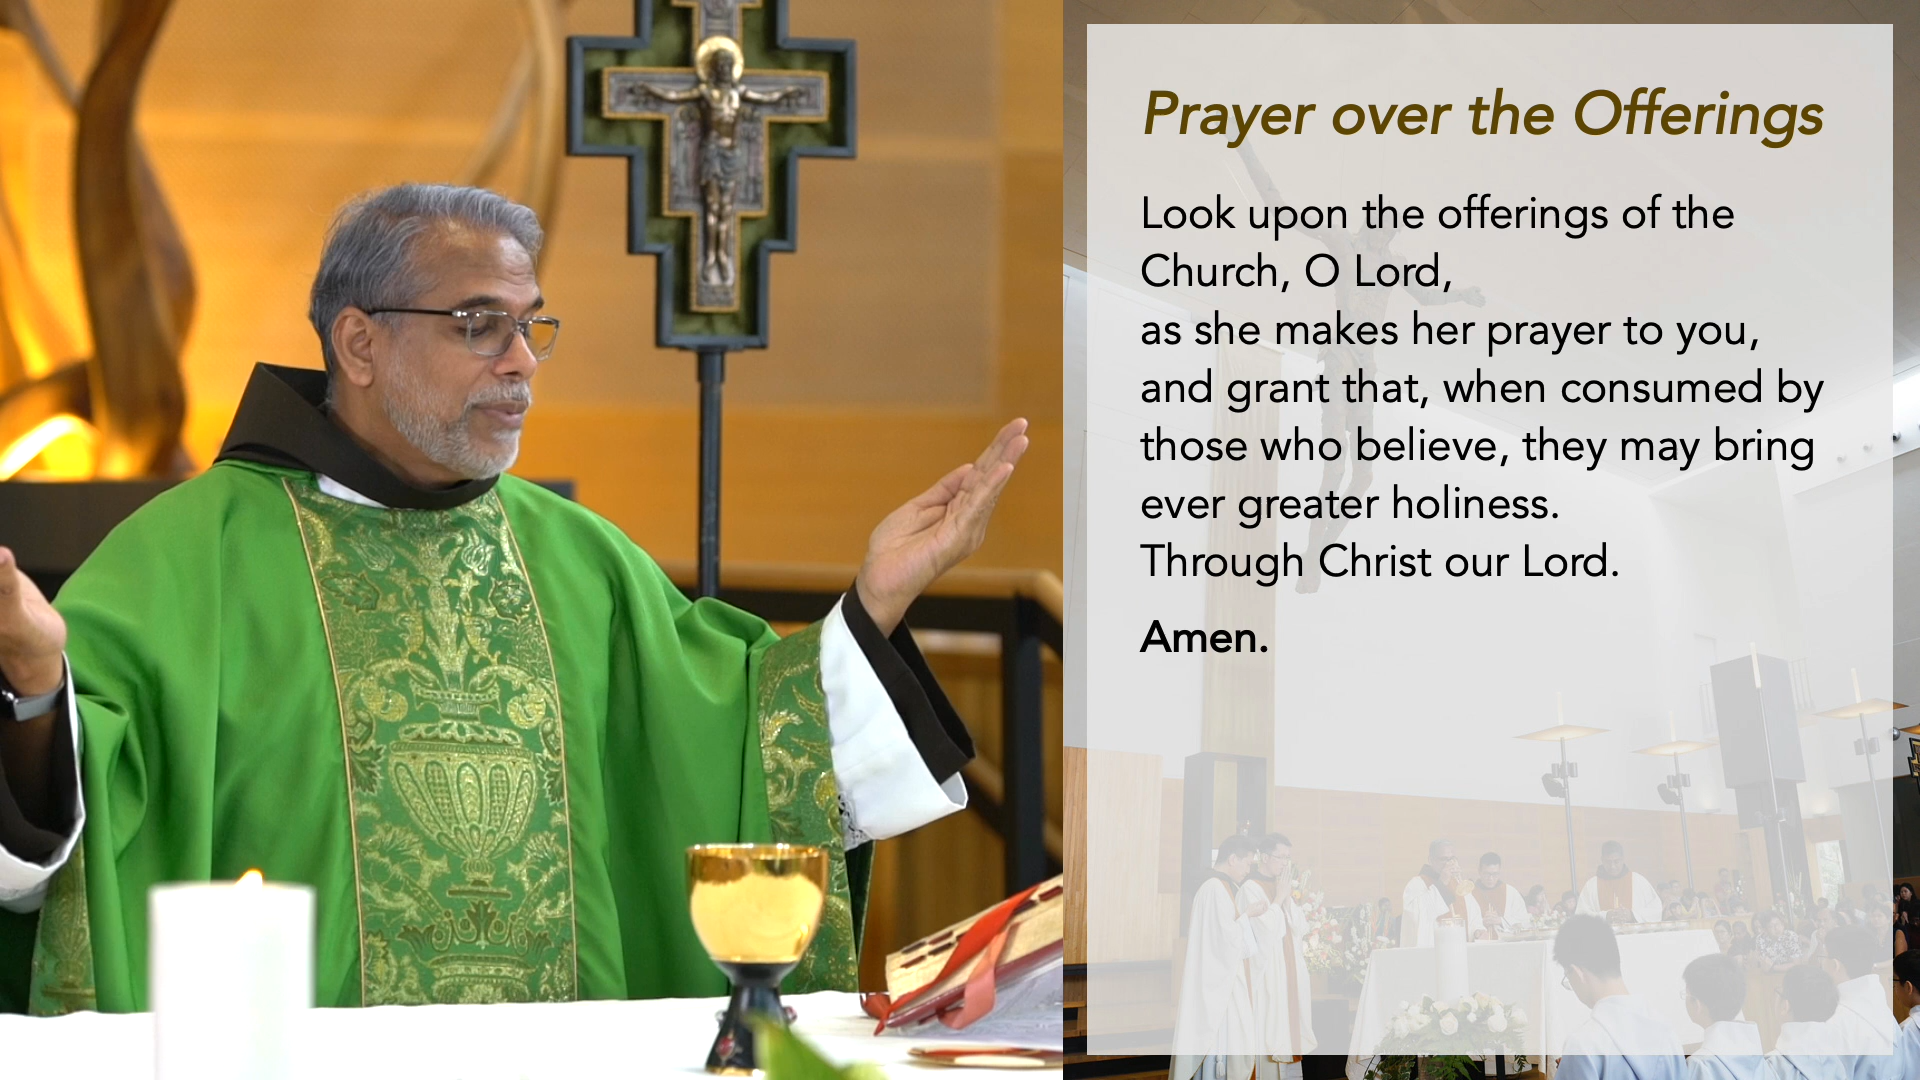 Prayer over the Offerings
Look upon the offerings of the
Church, O Lord,
as she makes her prayer to you,
and grant that, when consumed by
those who believe, they may bring
ever greater holiness.
Through Christ our Lord.
Amen.